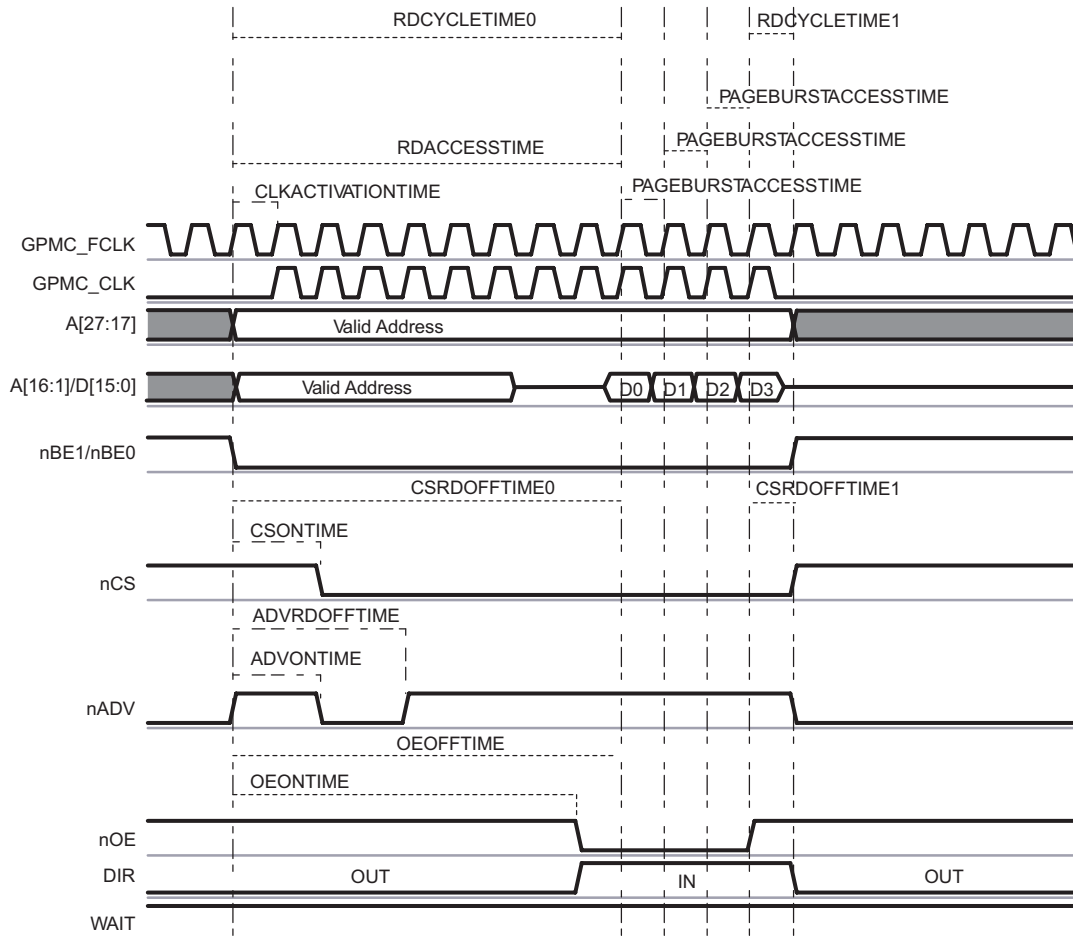 RDCYCLETIME0
RDCYCLETIME1
PAGEBURSTACCESSTIME
PAGEBURSTACCESSTIME
RDACCESSTIME
PAGEBURSTACCESSTIME
CLKACTIVATIONTIME
GPMC_FCLK
GPMC_CLK
A[27:17]
Valid Address
A[16:1]/D[15:0]
Valid Address
D0
D1
D2
D3
nBE1/nBE0
CSRDOFFTIME0
CSRDOFFTIME1
CSONTIME
nCS
ADVRDOFFTIME
ADVONTIME
nADV
OEOFFTIME
OEONTIME
nOE
DIR
OUT
IN
OUT
WAIT